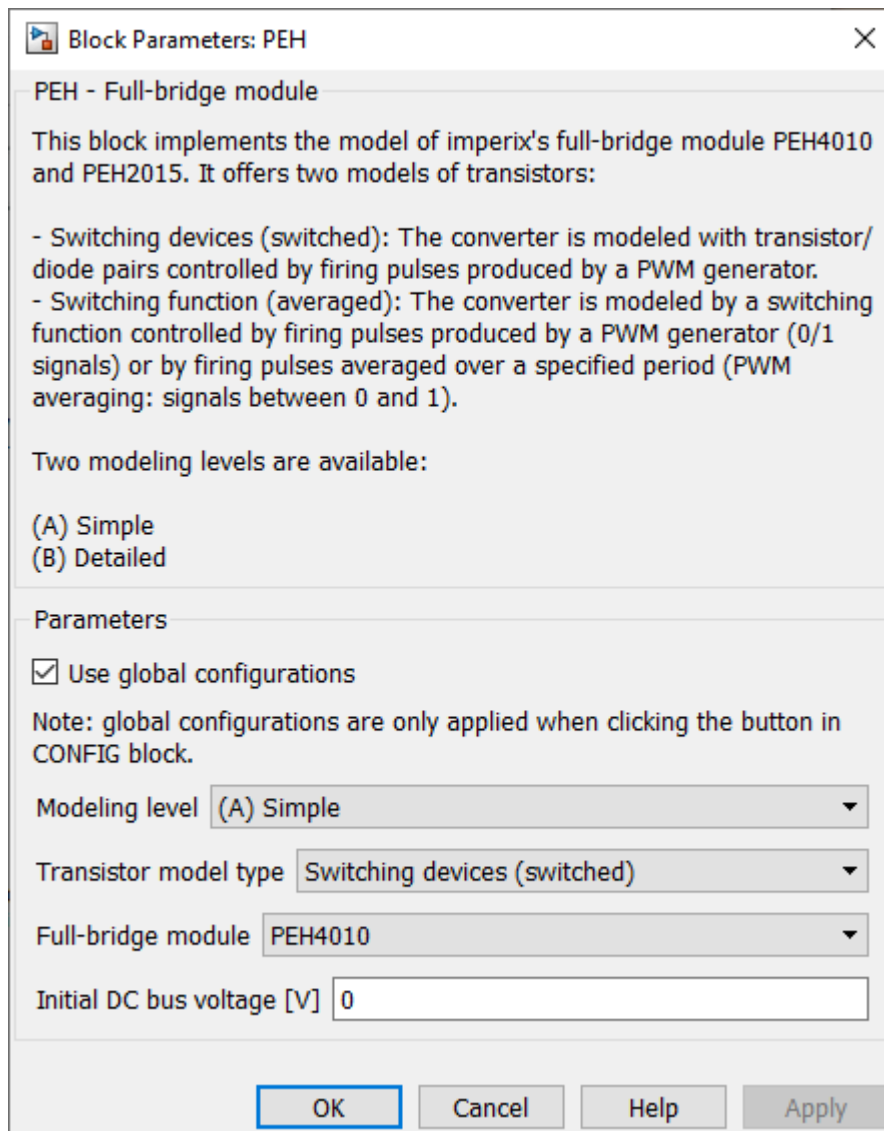 Block Parameters: PEH
PEH - Full-bridge module
This block implements the model of imperix's full-bridge module PEH4010
and PEH2015. It offers two models of transistors:
- Switching devices (switched): The converter is modeled with transistor/
diode pairs controlled by firing pulses produced by a PWM generator.
- Switching function (averaged): The converter is modeled by a switching
function controlled by firing pulses produced by a PWM generator (0/1
signals) or by firing pulses averaged over a specified period (PWM
averaging: signals between 0 and 1).
Two modeling levels are available:
(A) Simple
(B) Detailed
Parameters
Use global configurations
Note: global configurations are only applied when clicking the button in
CONFIG block.
Modeling level (A) Simple
Transistor model type Switching devices (switched)
Full-bridge module PEH4010
Initial DC bus voltage [V] 0
OK Cancel Help Apply